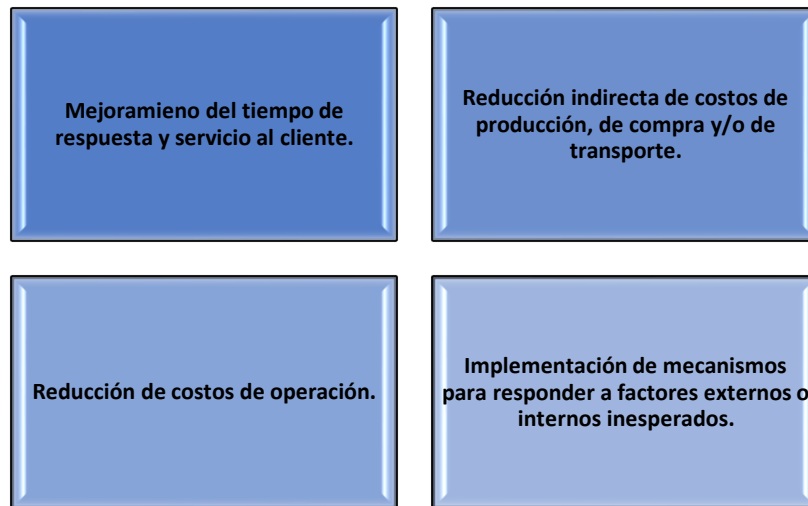 Mejoramieno del tiempo de
respuesta y servicio al cliente.
Reducción indirecta de costos de
producción, de compra y/o de
transporte.
Reducción de costos de operación.
Implementación de mecanismos
para responder a factores externos o
internos inesperados.